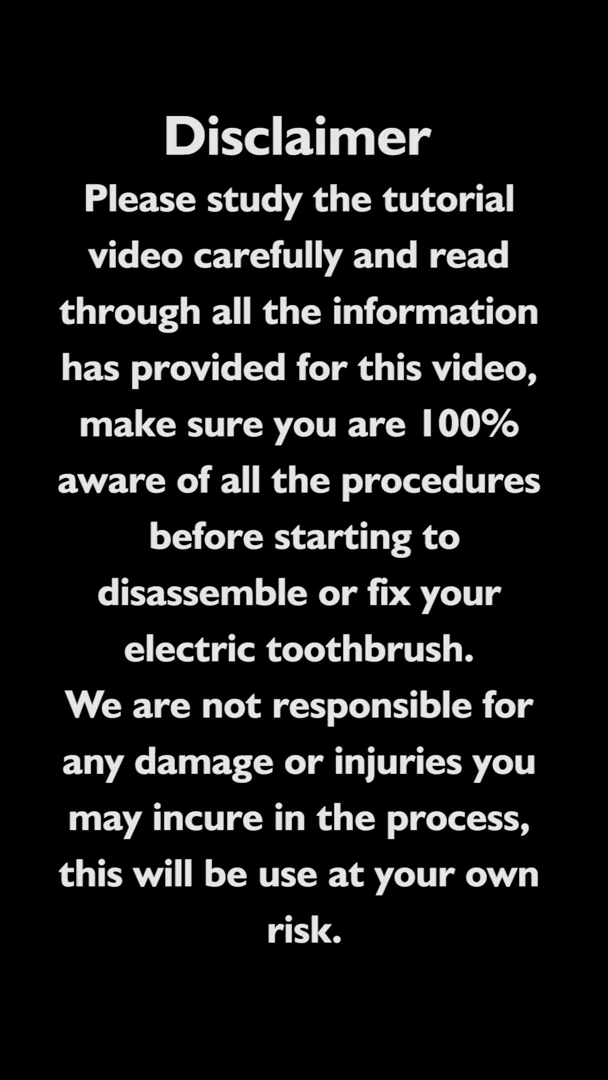 Disclaimer
Please study the tutorial
video carefully and read
through all the information
has provided for this video,
make sure you are 100%
aware of all the procedures
before starting to
disassemble or fix your
electric toothbrush.
We are not responsible for
any damage or injuries you
may incure in the process,
this will be use at your own
risk.